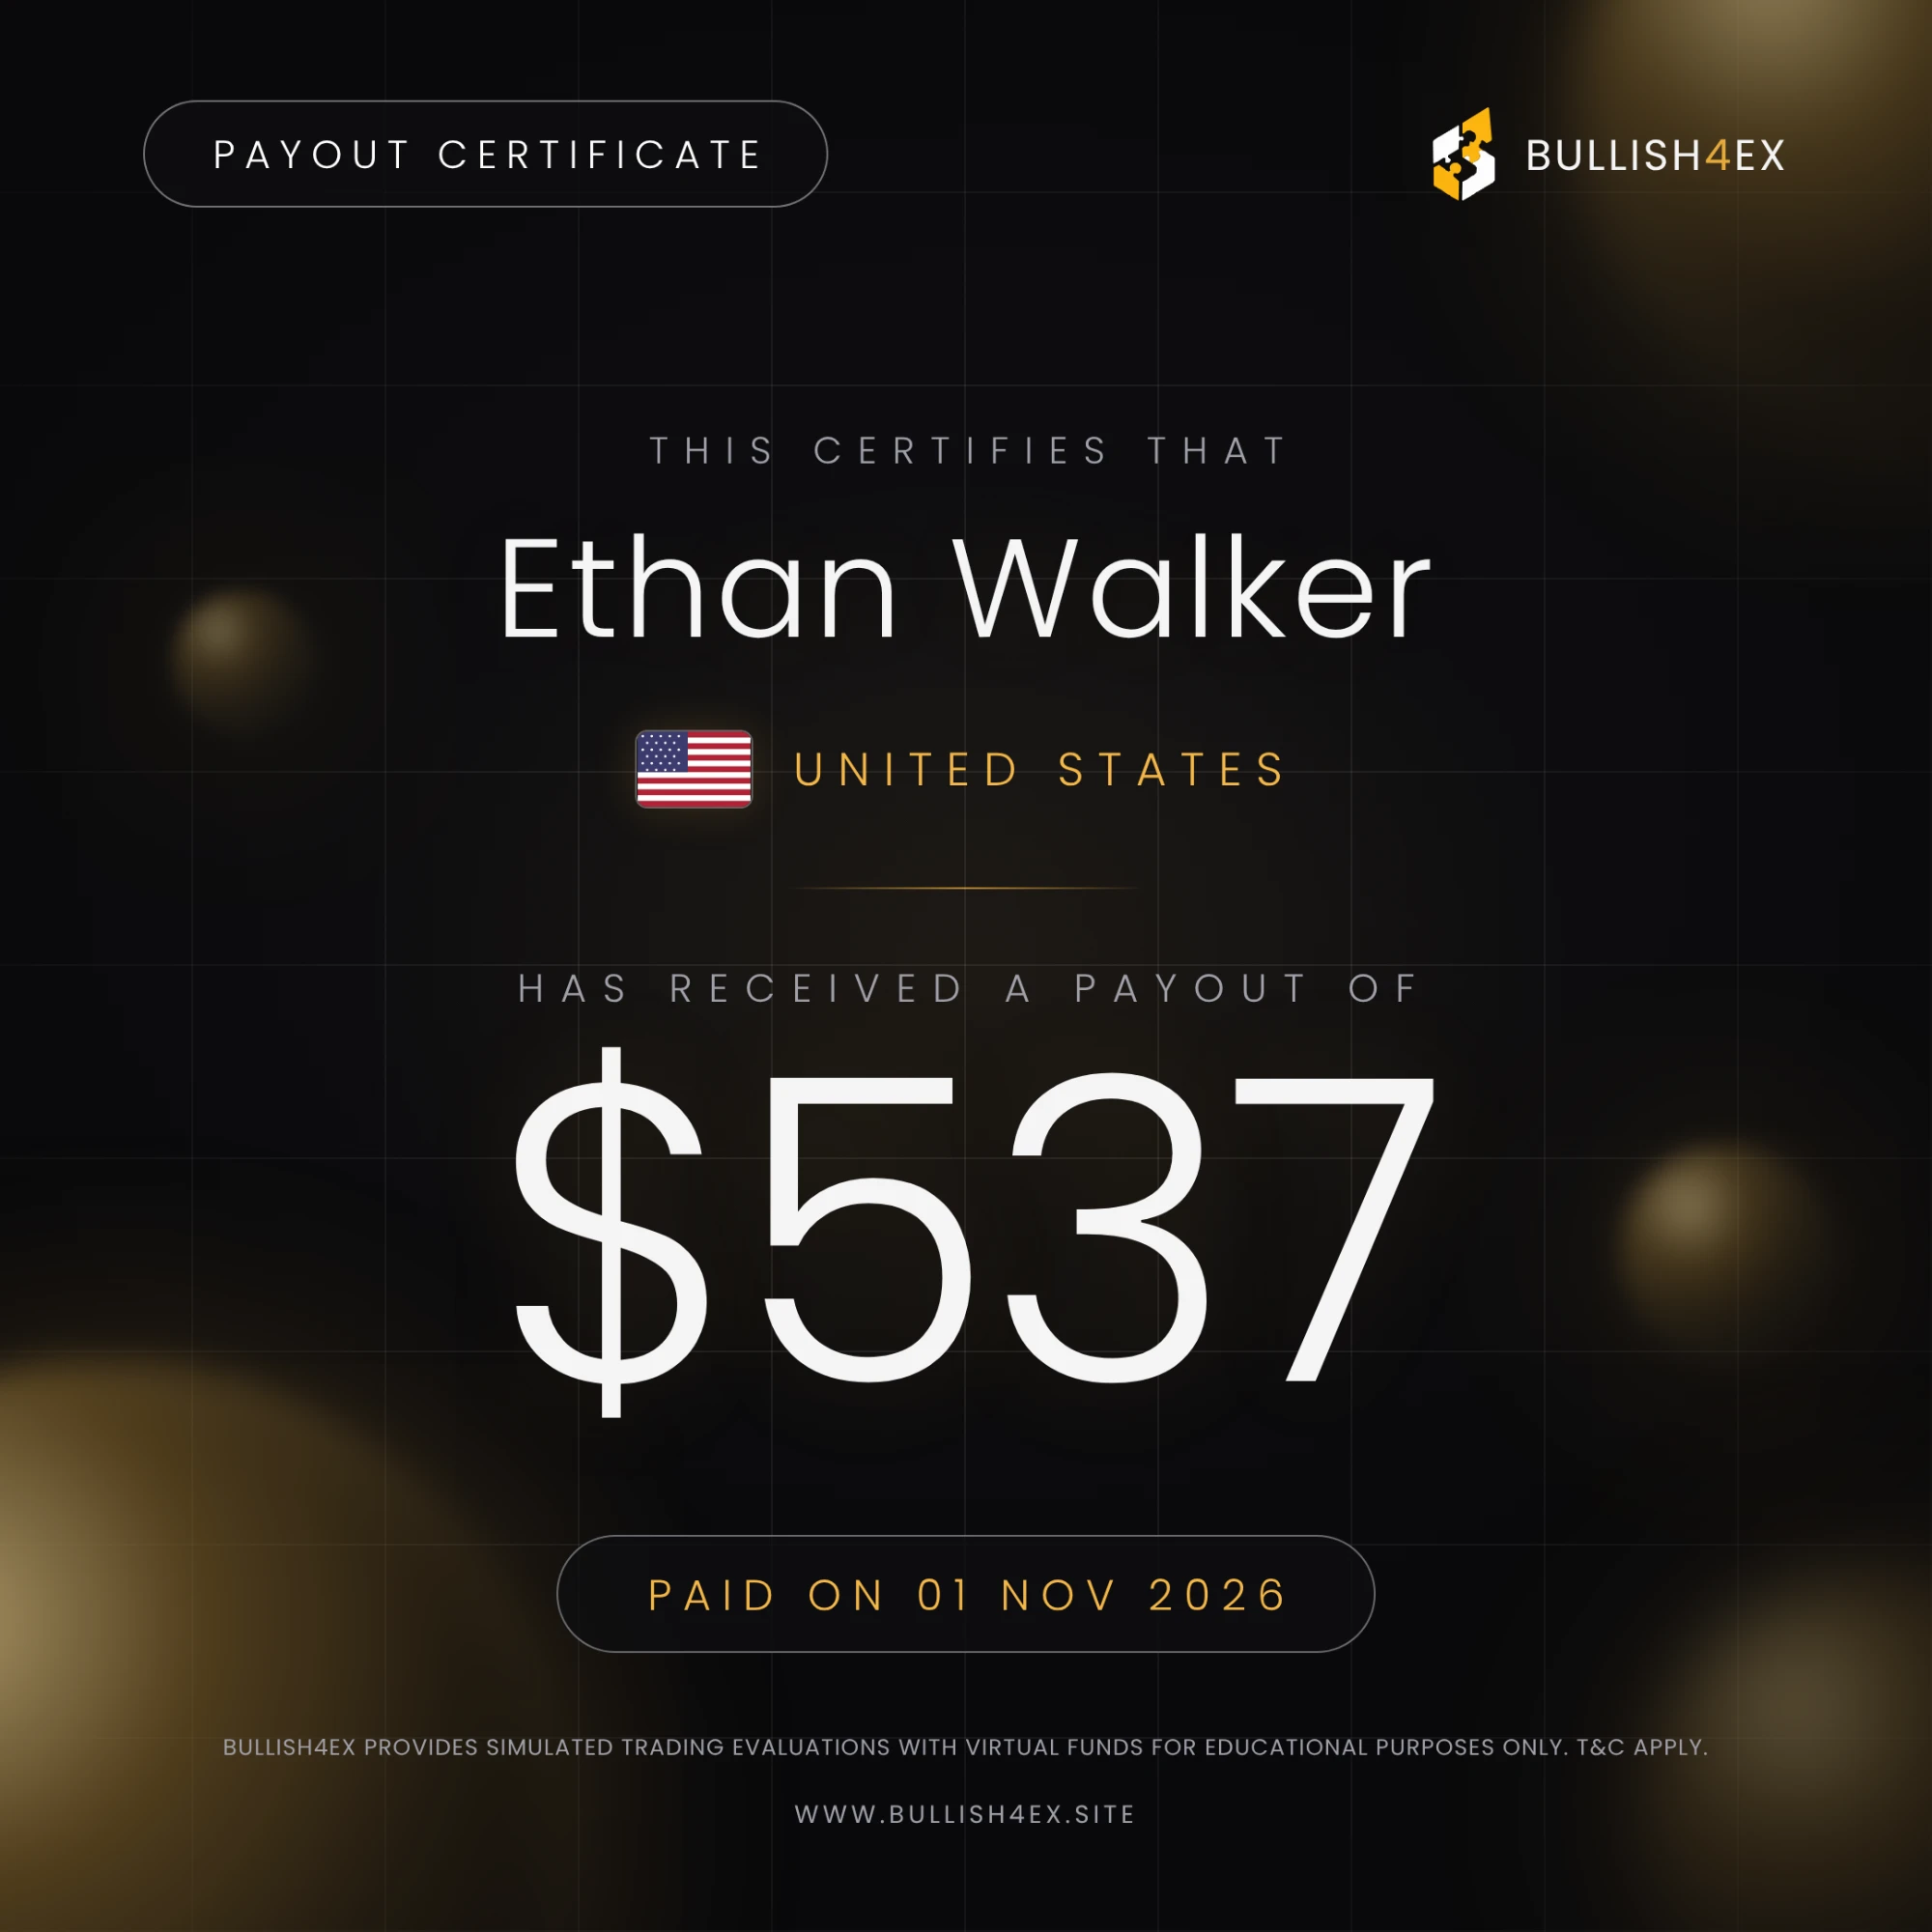 PAYOUT CERTIFICATE
BULLISH4EX
THIS CERTIFIES THAT
Ethan Walker
UNITED STATES
HAS RECEIVED A PAYOUT OF
$537
PAID ON 01 NOV 2026
BULLISH4EX PROVIDES SIMULATED TRADING EVALUATIONS WITH VIRTUAL FUNDS FOR EDUCATIONAL PURPOSES ONLY. T&C APPLY.
WWW.BULLISH4EX.SITE